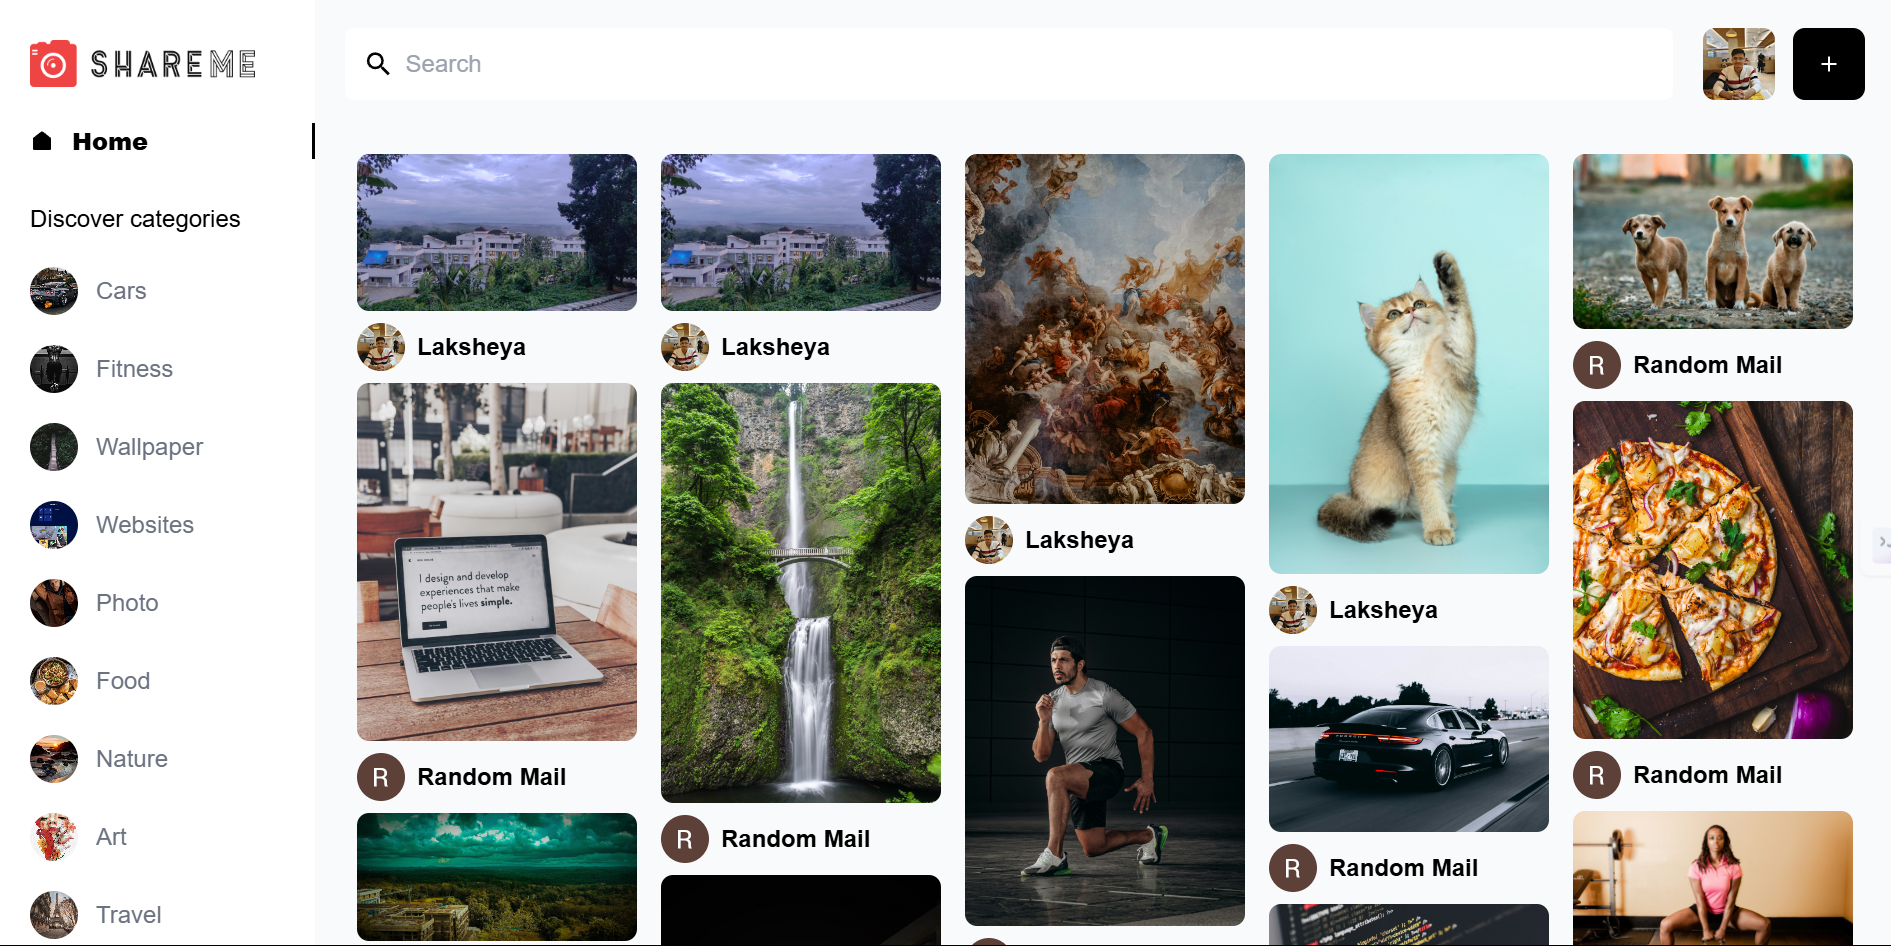 SHAREME
Search
Home
Discover categories
Cars
Fitness
Wallpaper
Websites
Photo
Food
Nature
Art
Travel
Laksheya
I design and develop
experiences that make
people's lives simple.
R Random Mail
Laksheya
R Random Mail
Laksheya
Laksheya
R Random Mail
R Random Mail
R Random Mail